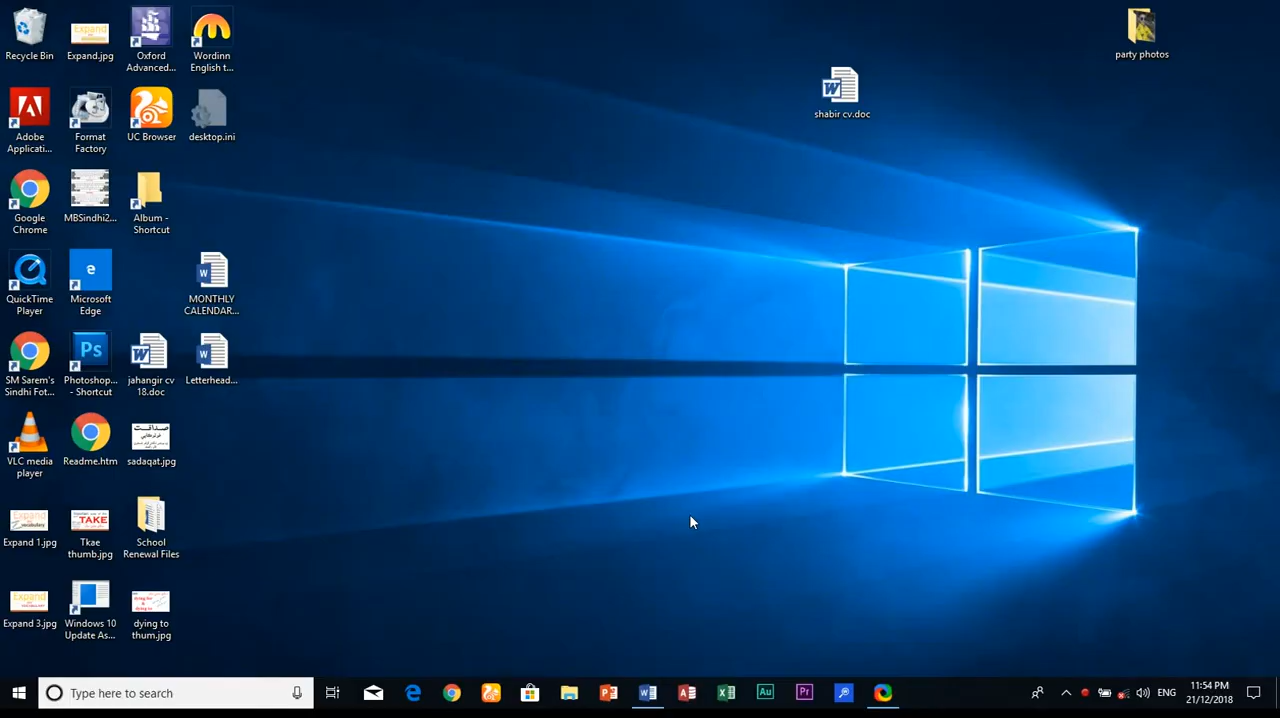 Recycle Bin
Expand.jpg
Oxford
Advanced...
Wordinn
English t...
party photos
shabir cv.doc
Adobe
Applicati...
Format
Factory
UC Browser
desktop.ini
Google
Chrome
MBSindhi2...
Album -
Shortcut
QuickTime
Player
Microsoft
Edge
MONTHLY
CALENDAR...
SM Sarem's
Sindhi Fot...
Photoshop...
- Shortcut
jahangir cv
18.doc
Letterhead...
VLC media
player
Readme.htm
sadaqat.jpg
Expand 1.jpg
TAKE
Tkae
thumb.jpg
School
Renewal Files
Expand 3.jpg
Windows 10
Update As...
dying to
thum.jpg
Type here to search
ENG
11:54 PM
21/12/2018